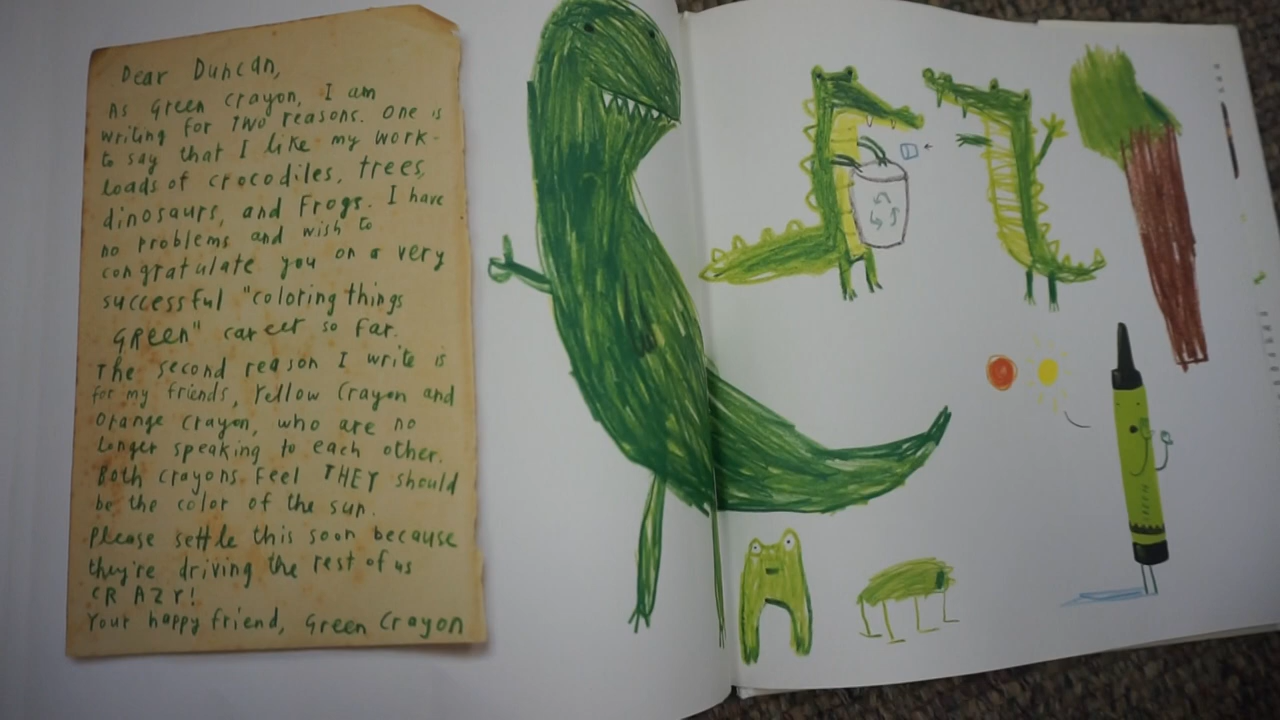 Dear Duncan,
As Green Crayon, I am
writing for TWO reasons. One is
to say that I like my work-
loads of crocodiles, trees,
dinosaurs, and frogs. I have
no problems and wish to
congratulate you on a very
successful "coloring things
GReen" career so far.
The second reason I write is
for my friends, Yellow Crayon and
Orange Crayon, who are no
longer speaking to each other.
Both crayons feel THEY should
be the color of the sun.
Please settle this soon because
they're driving the rest of us
CRAZY!
Your happy friend, Green Crayon